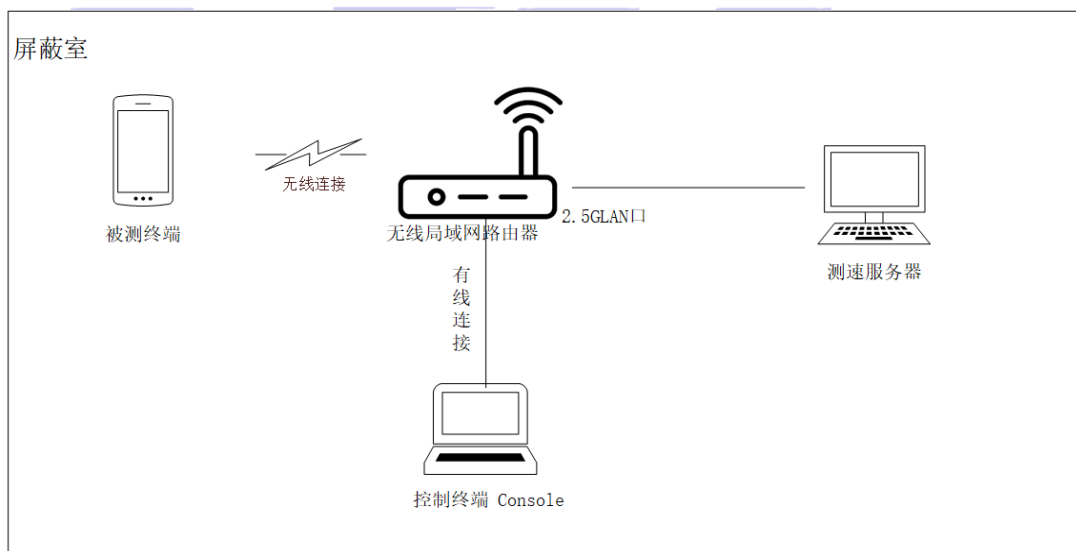 屏蔽室
无线连接
被测终端
无线局域网路由器
2.5GLAN口
测速服务器
有线连接
控制终端 Console